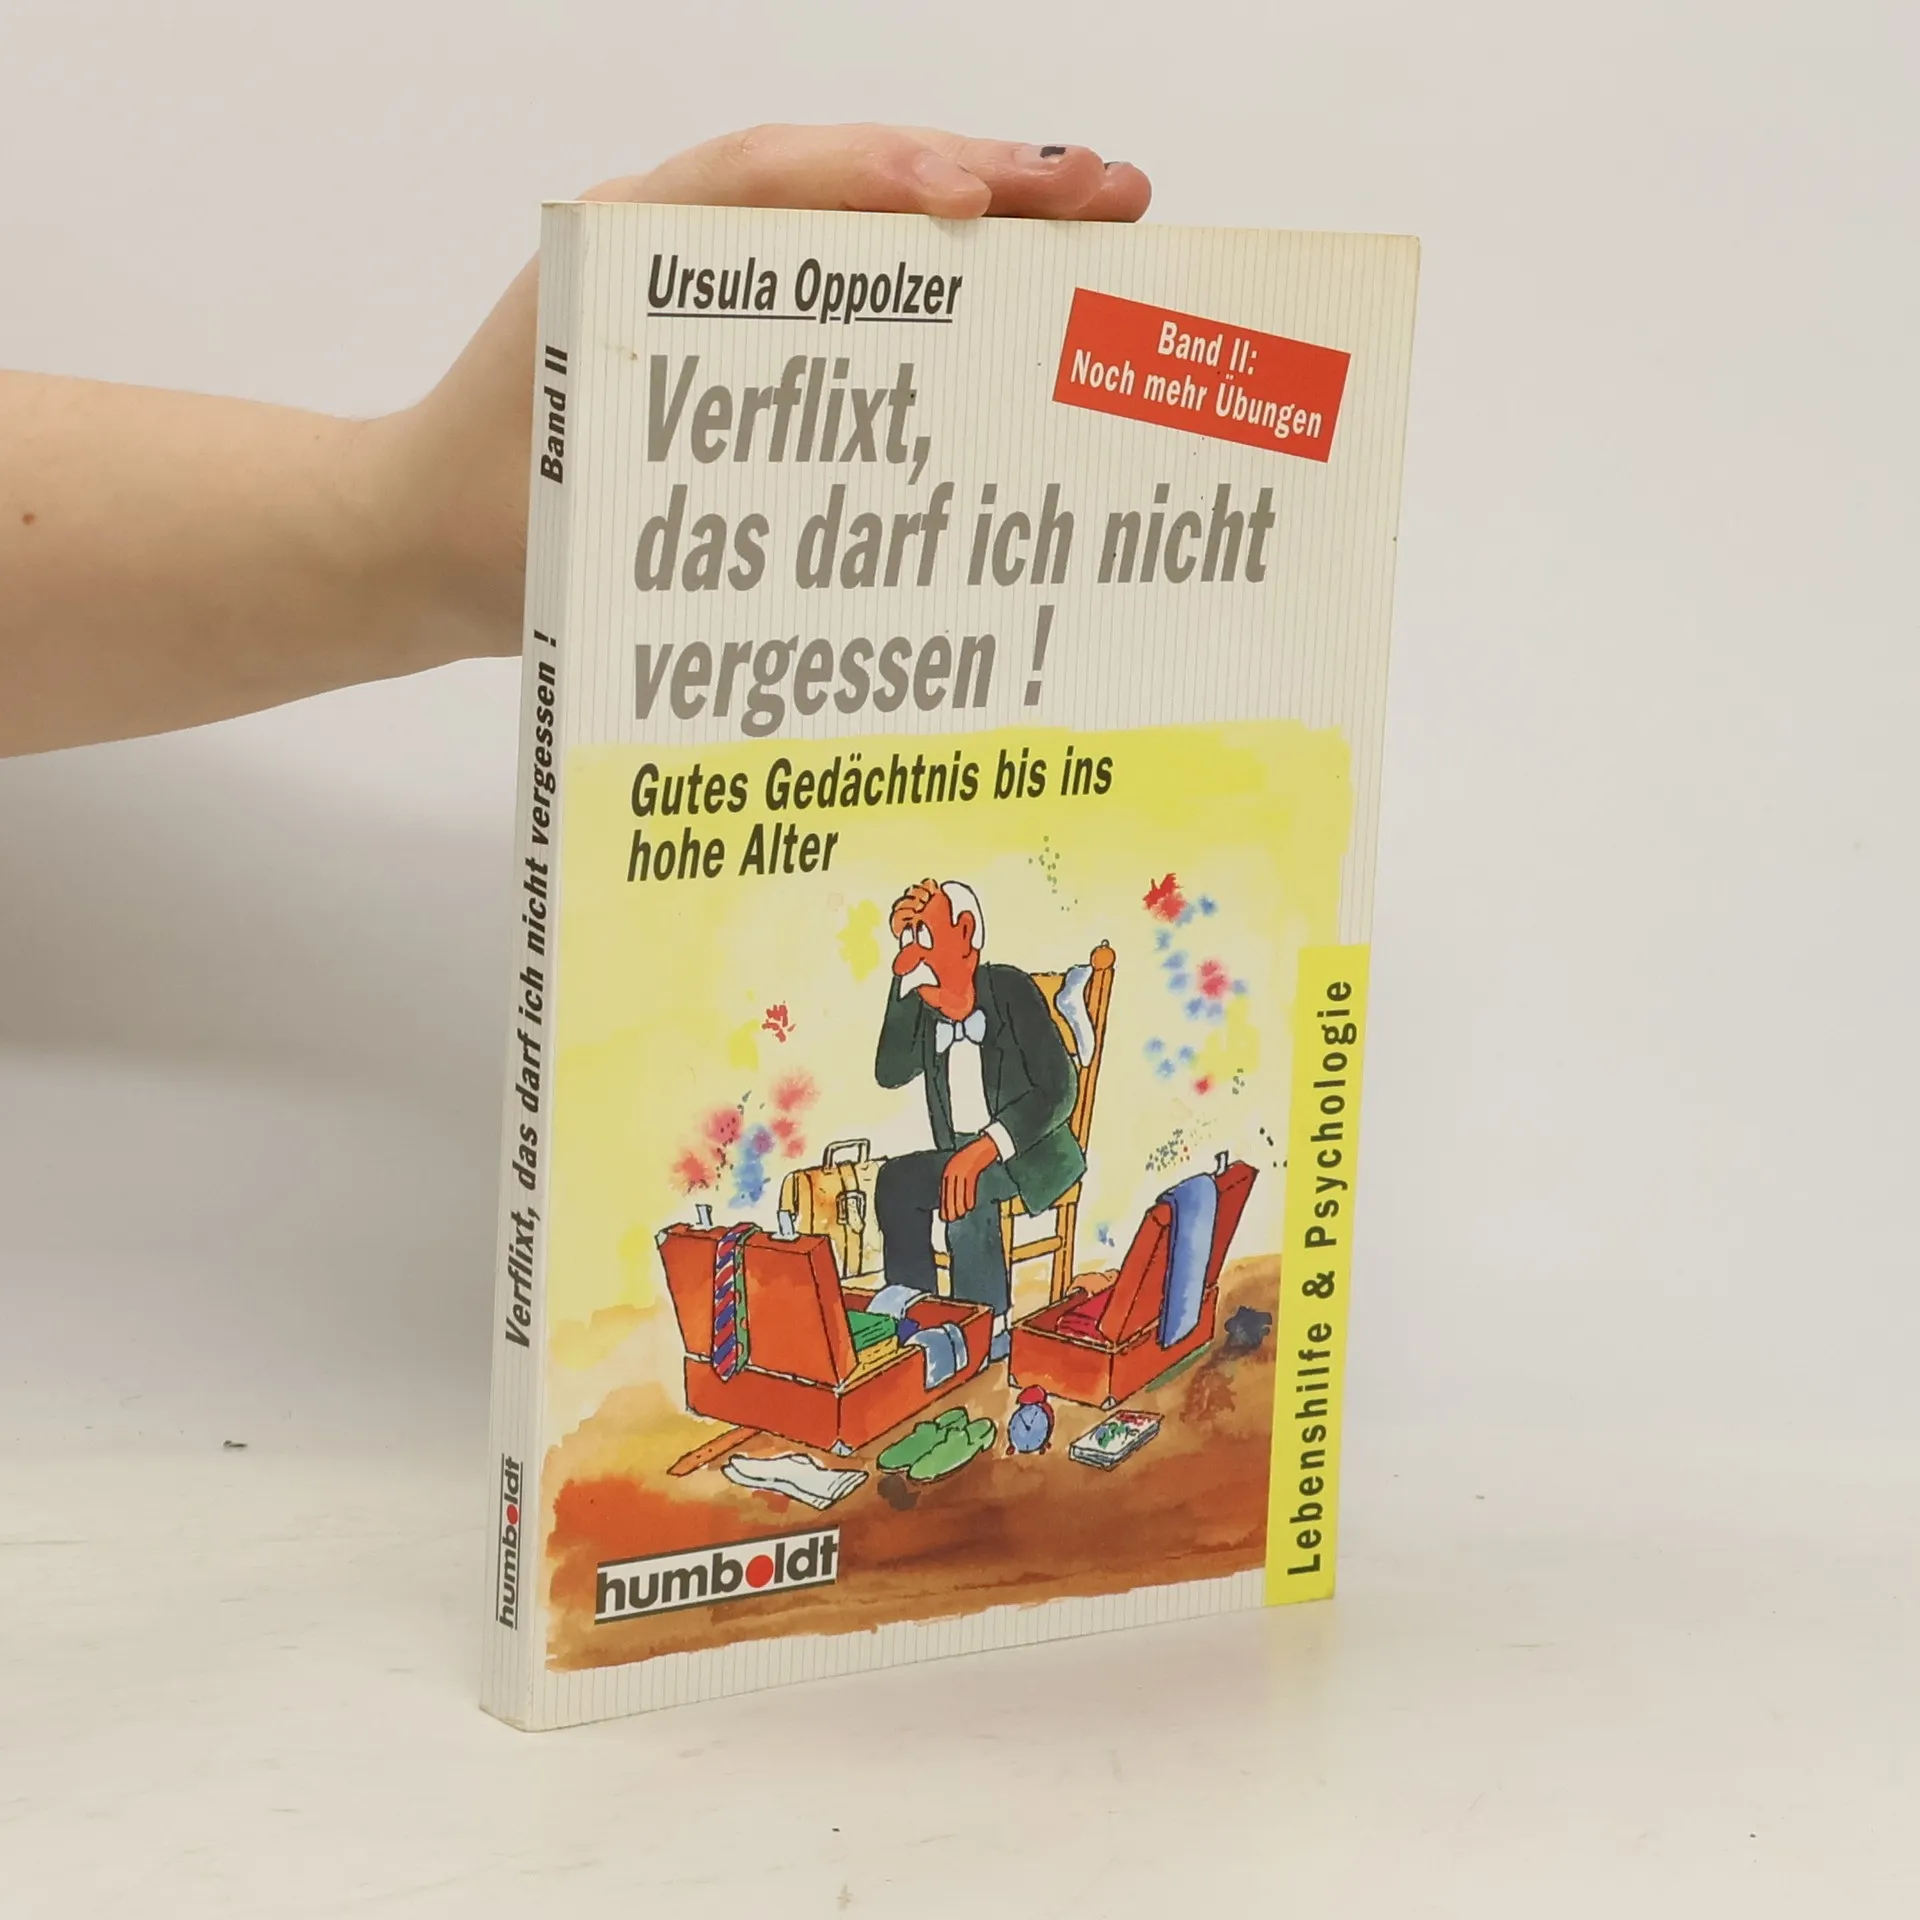 Ursula Oppolzer
Band II:
Noch mehr Übungen
Verflixt,
das darf ich nicht
vergessen !
Gutes Gedächtnis bis ins
hohe Alter
Lebenshilfe & Psychologie
humboldt
Band II
Verflixt, das darf ich nicht vergessen !
humboldt